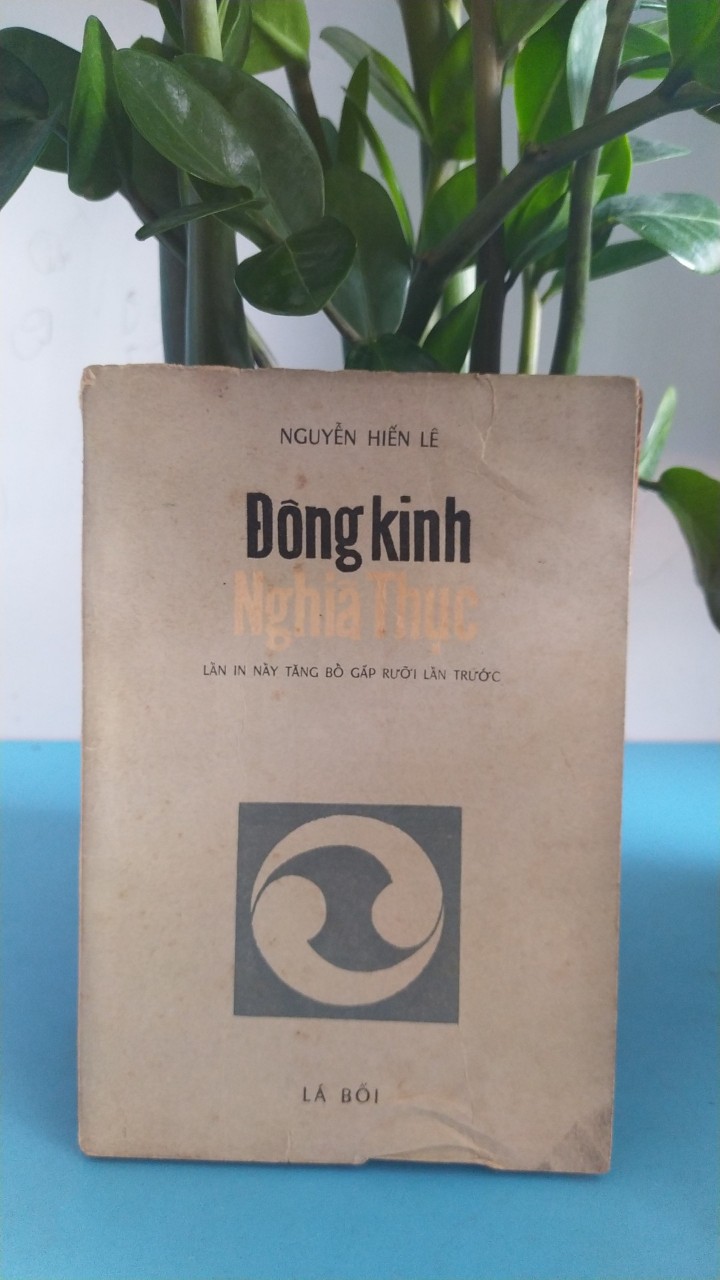 NGUYỄN HIẾN LÊ
Đông kinh
Nghĩa Thục
LẦN IN NÀY TĂNG BỔ GẤP RƯỠI LẦN TRƯỚC
LÁ BỐI